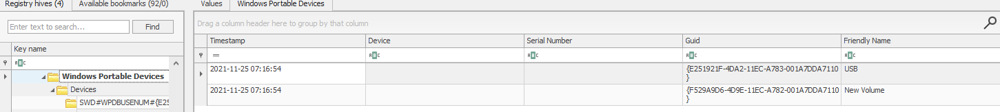 Registry hives (4)
Available bookmarks (92/0)
Enter text to search...
Find
Key name
Windows Portable Devices
Devices
SWD#WPDBUSENUM#{E25
Values
Windows Portable Devices
Drag a column header here to group by that column
Timestamp
Device
Serial Number
Guid
Friendly Name
=
2021-11-25 07:16:54
{E251921F-4DA2-11EC-A783-001A7DDA7110
}
USB
2021-11-25 07:16:54
{F529A9D6-4D9E-11EC-A782-001A7DDA7110
}
New Volume